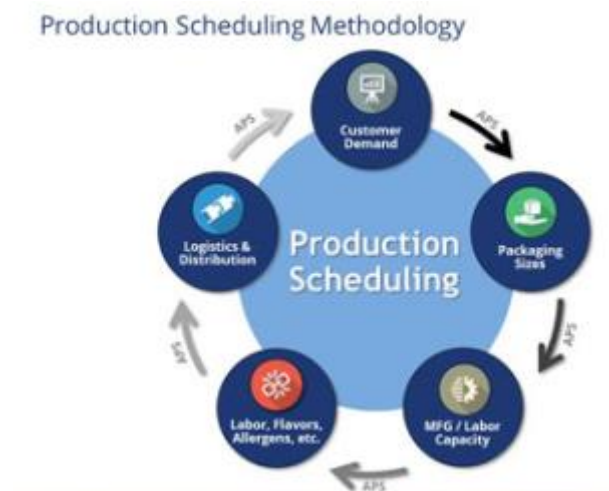 Production Scheduling Methodology
Customer
Demand
APS
APS
Logistics &
Distribution
Production
Scheduling
Packaging
Sizes
APS
APS
Labor, Flavors,
Allergens, etc.
MFG / Labor
Capacity
APS